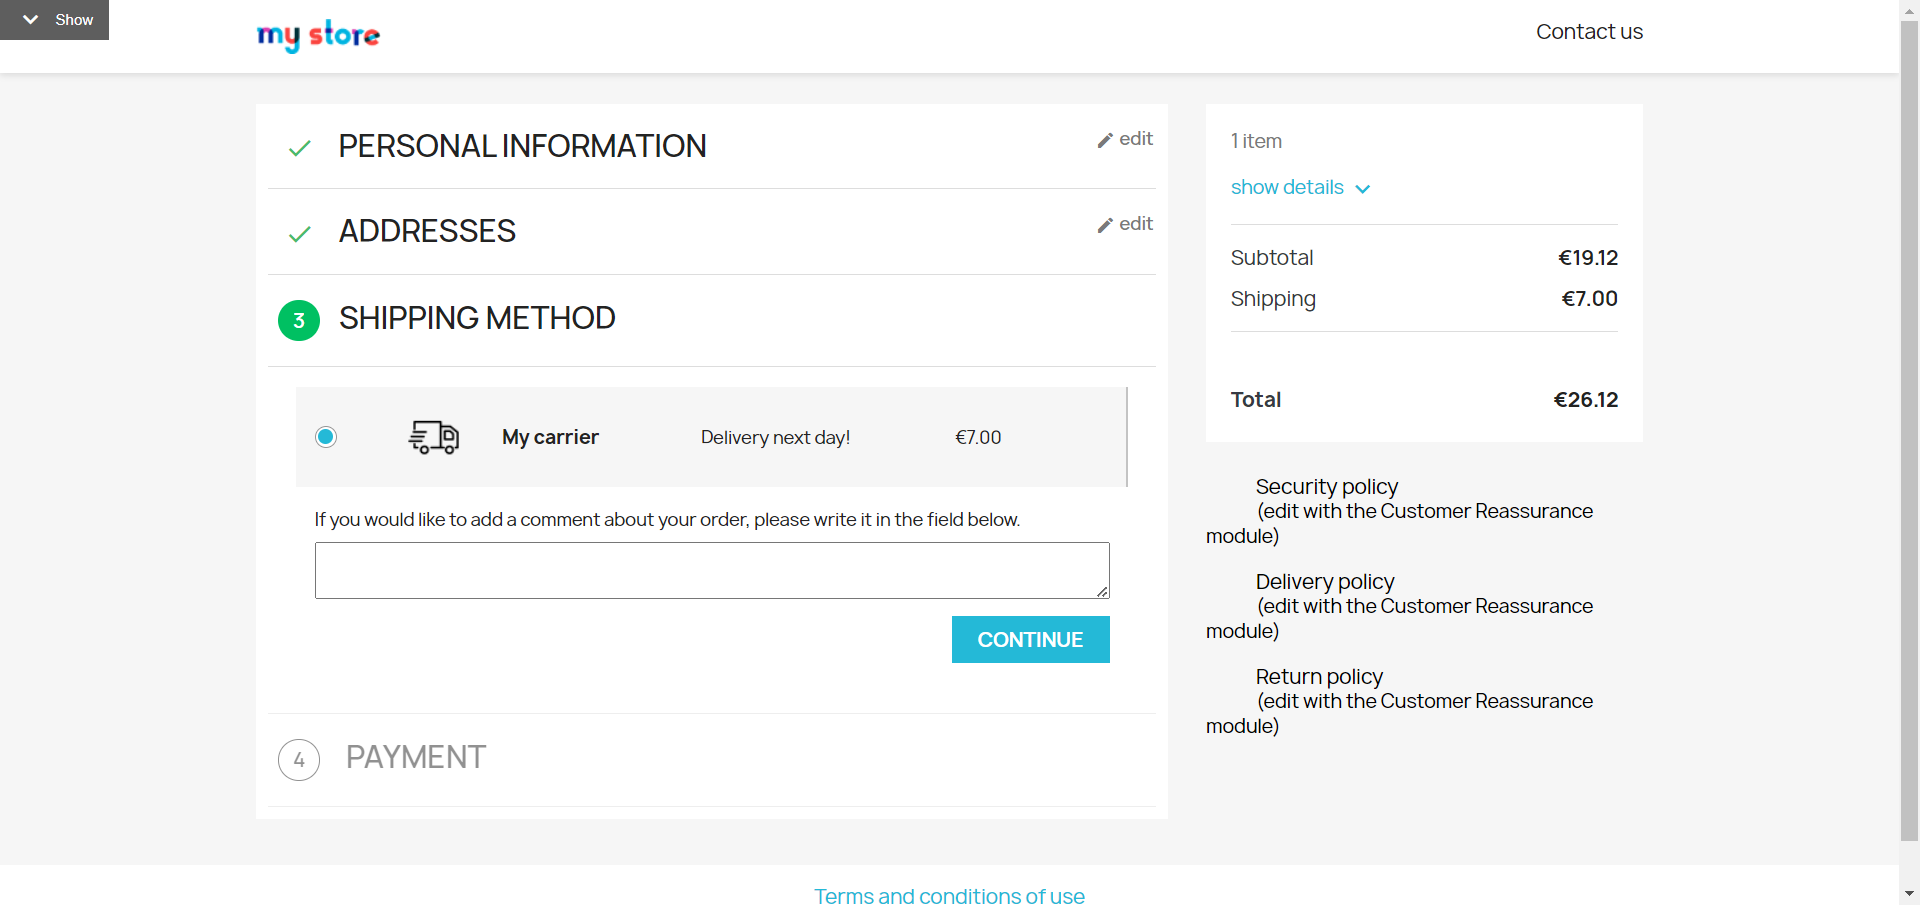 Show
my store
Contact us
PERSONAL INFORMATION
edit
ADDRESSES
edit
3
SHIPPING METHOD
My carrier
Delivery next day!
€7.00
If you would like to add a comment about your order, please write it in the field below.
CONTINUE
4
PAYMENT
1 item
show details
Subtotal
€19.12
Shipping
€7.00
Total
€26.12
Security policy
(edit with the Customer Reassurance
module)
Delivery policy
(edit with the Customer Reassurance
module)
Return policy
(edit with the Customer Reassurance
module)
Terms and conditions of use